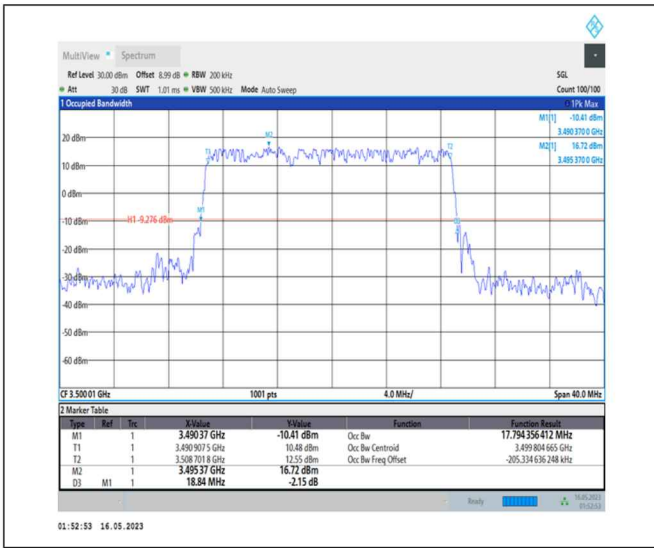 MultiView Spectrum
Ref Level 30.00 dBm Offset 8.99 dB RBW 200 kHz SGL
Att 30 dB SWT 1.01 ms VBW 500 kHz Mode Auto Sweep Count 100/100
1 Occupied Bandwidth 1Pk Max
M1[1] -10.41 dBm
3.490 370 0 GHz
M2[1] 16.72 dBm
3.495 370 0 GHz
M2
20 dBm
T1 T2
10 dBm
0 dBm
M1
-10 dBm H1 -9.276 dBm
D3
-20 dBm
-30 dBm
-40 dBm
-50 dBm
-60 dBm
CF 3.500 01 GHz 1001 pts 4.0 MHz/ Span 40.0 MHz
2 Marker Table
Type Ref Trc X-Value Y-Value Function Function Result
M1 1 3.49037 GHz -10.41 dBm Occ Bw 17.794 356 412 MHz
T1 1 3.490 907 5 GHz 10.48 dBm Occ Bw Centroid 3.499 804 665 GHz
T2 1 3.508 701 8 GHz 12.55 dBm Occ Bw Freq Offset -205.334 636 248 kHz
M2 1 3.49537 GHz 16.72 dBm
D3 M1 1 18.84 MHz -2.15 dB
Ready 16.05.2023
01:52:53
01:52:53 16.05.2023